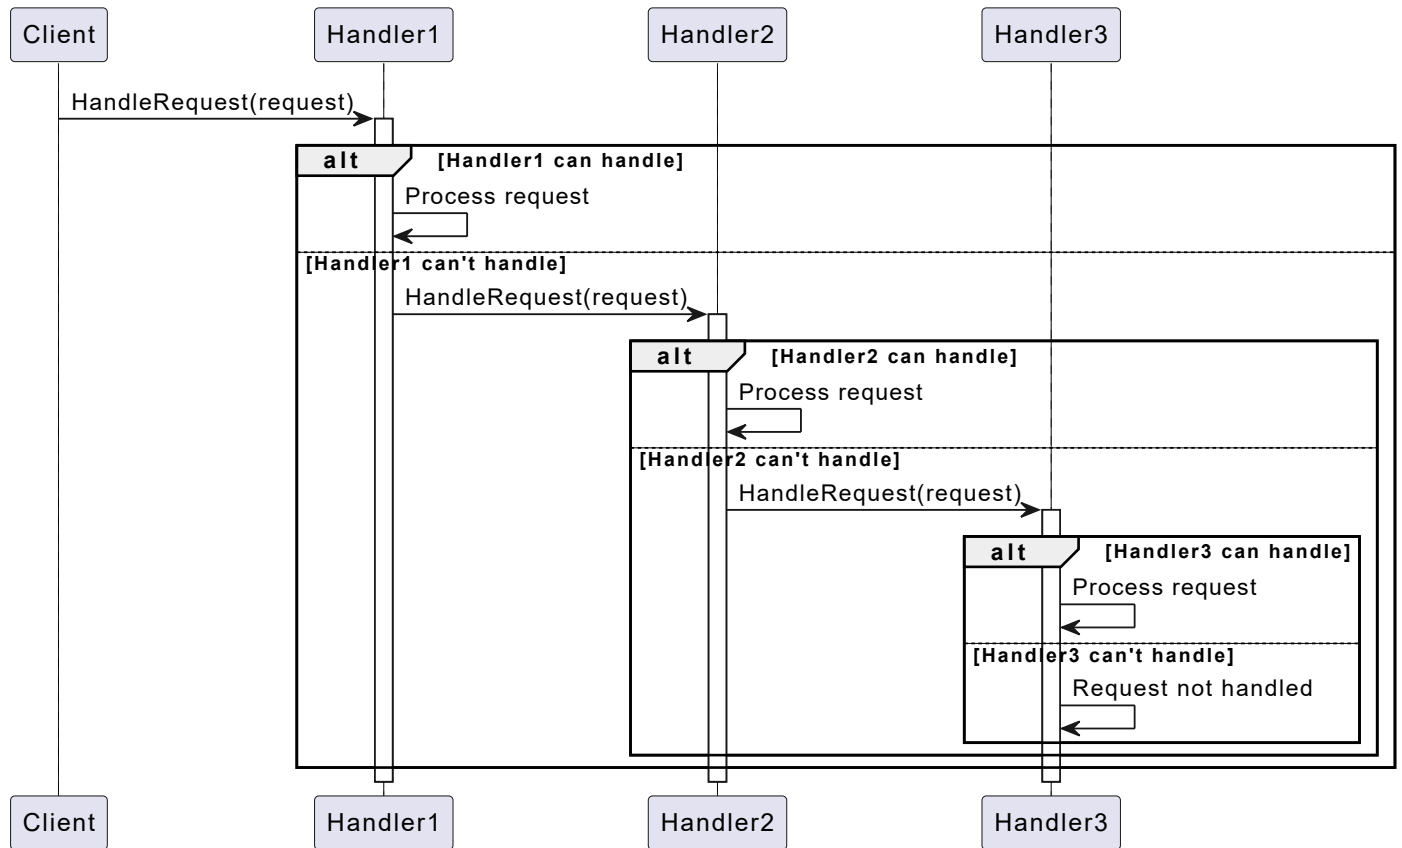 Client Handler1 Handler2 Handler3
HandleRequest(request)
alt [Handler1 can handle]
Process request
[Handler1 can't handle]
HandleRequest(request)
alt [Handler2 can handle]
Process request
[Handler2 can't handle]
HandleRequest(request)
alt [Handler3 can handle]
Process request
[Handler3 can't handle]
Request not handled
Client Handler1 Handler2 Handler3